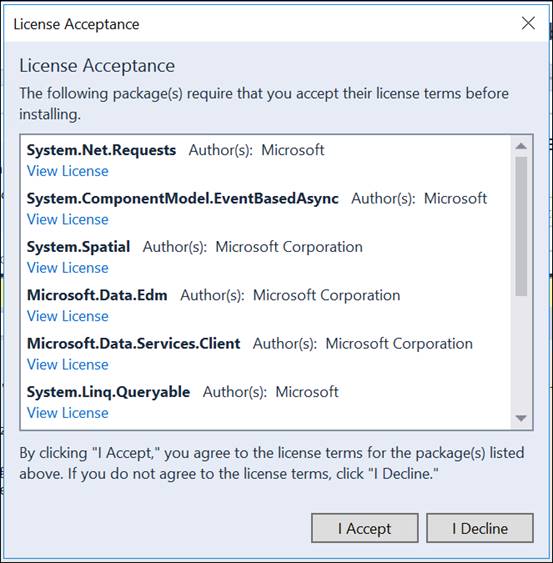 License Acceptance
License Acceptance
The following package(s) require that you accept their license terms before
installing.
System.Net.Requests Author(s): Microsoft
View License
System.ComponentModel.EventBasedAsync Author(s): Microsoft
View License
System.Spatial Author(s): Microsoft Corporation
View License
Microsoft.Data.Edm Author(s): Microsoft Corporation
View License
Microsoft.Data.Services.Client Author(s): Microsoft Corporation
View License
System.Linq.Queryable Author(s): Microsoft
View License
By clicking "I Accept," you agree to the license terms for the package(s) listed
above. If you do not agree to the license terms, click "I Decline."
I Accept I Decline